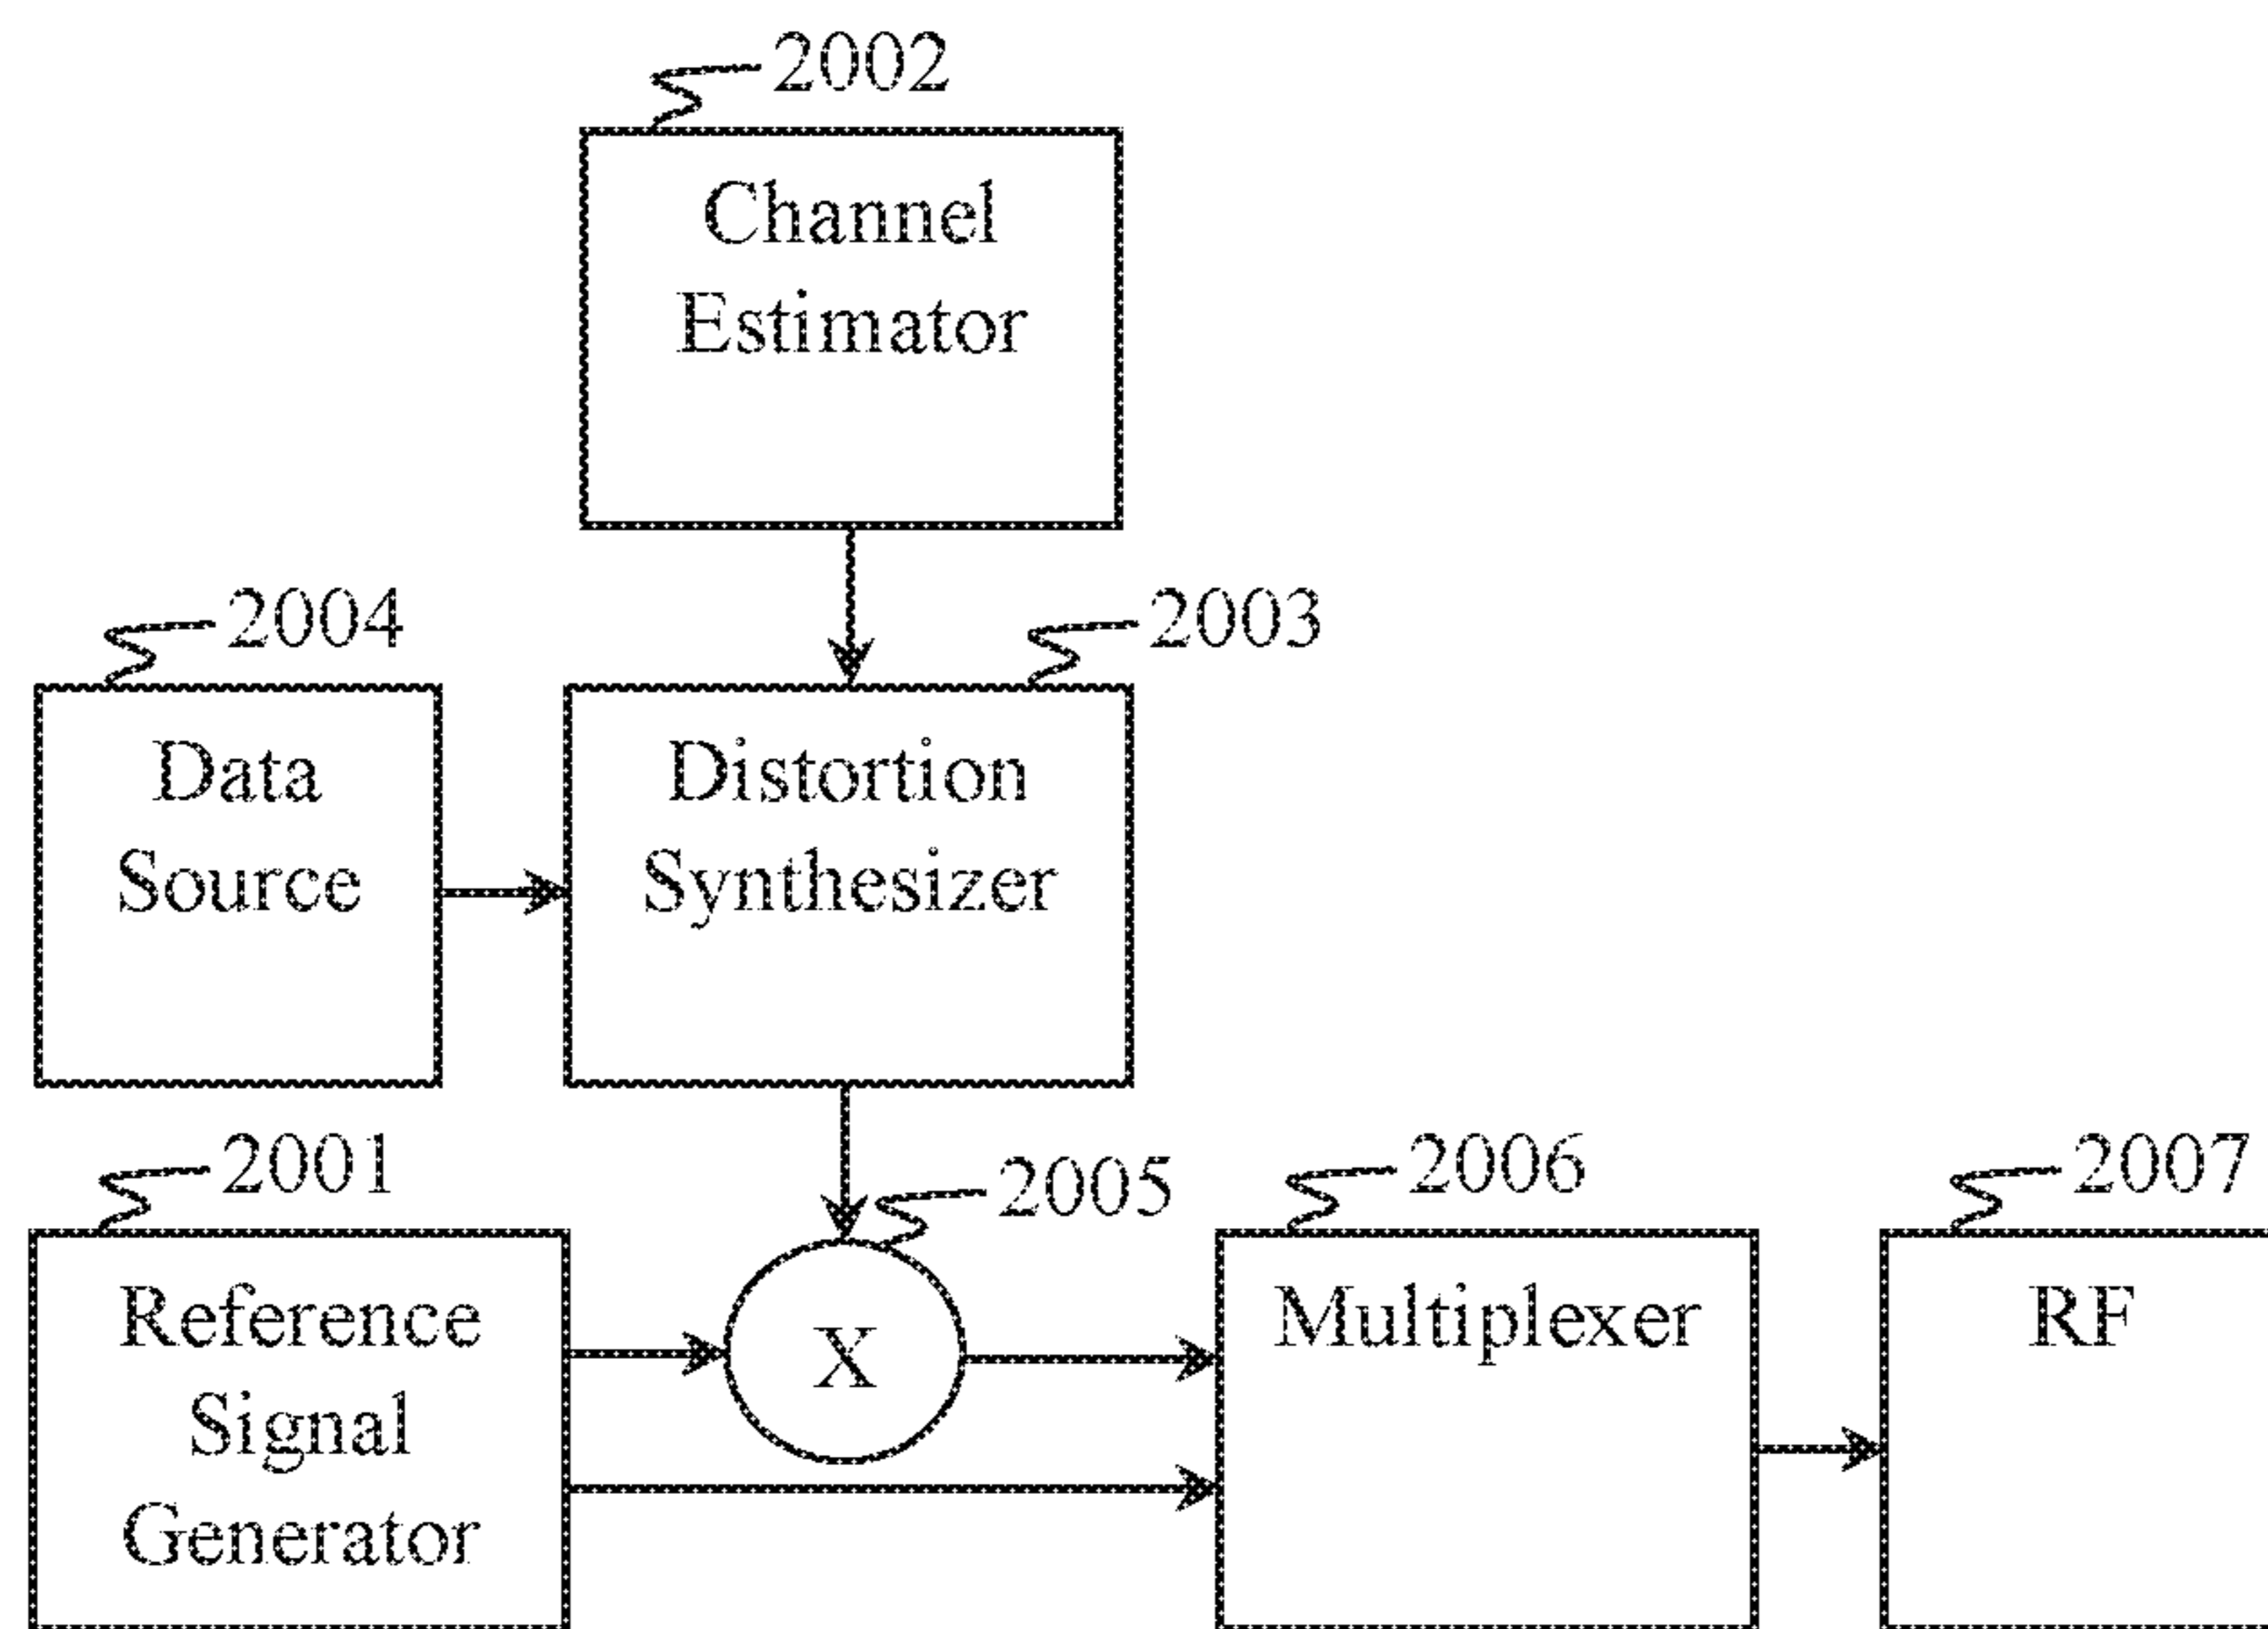 2002
Channel
Estimator
2004
2003
Data
Source
Distortion
Synthesizer
2001
2005
2006
2007
Reference
Signal
Generator
X
Multiplexer
RF